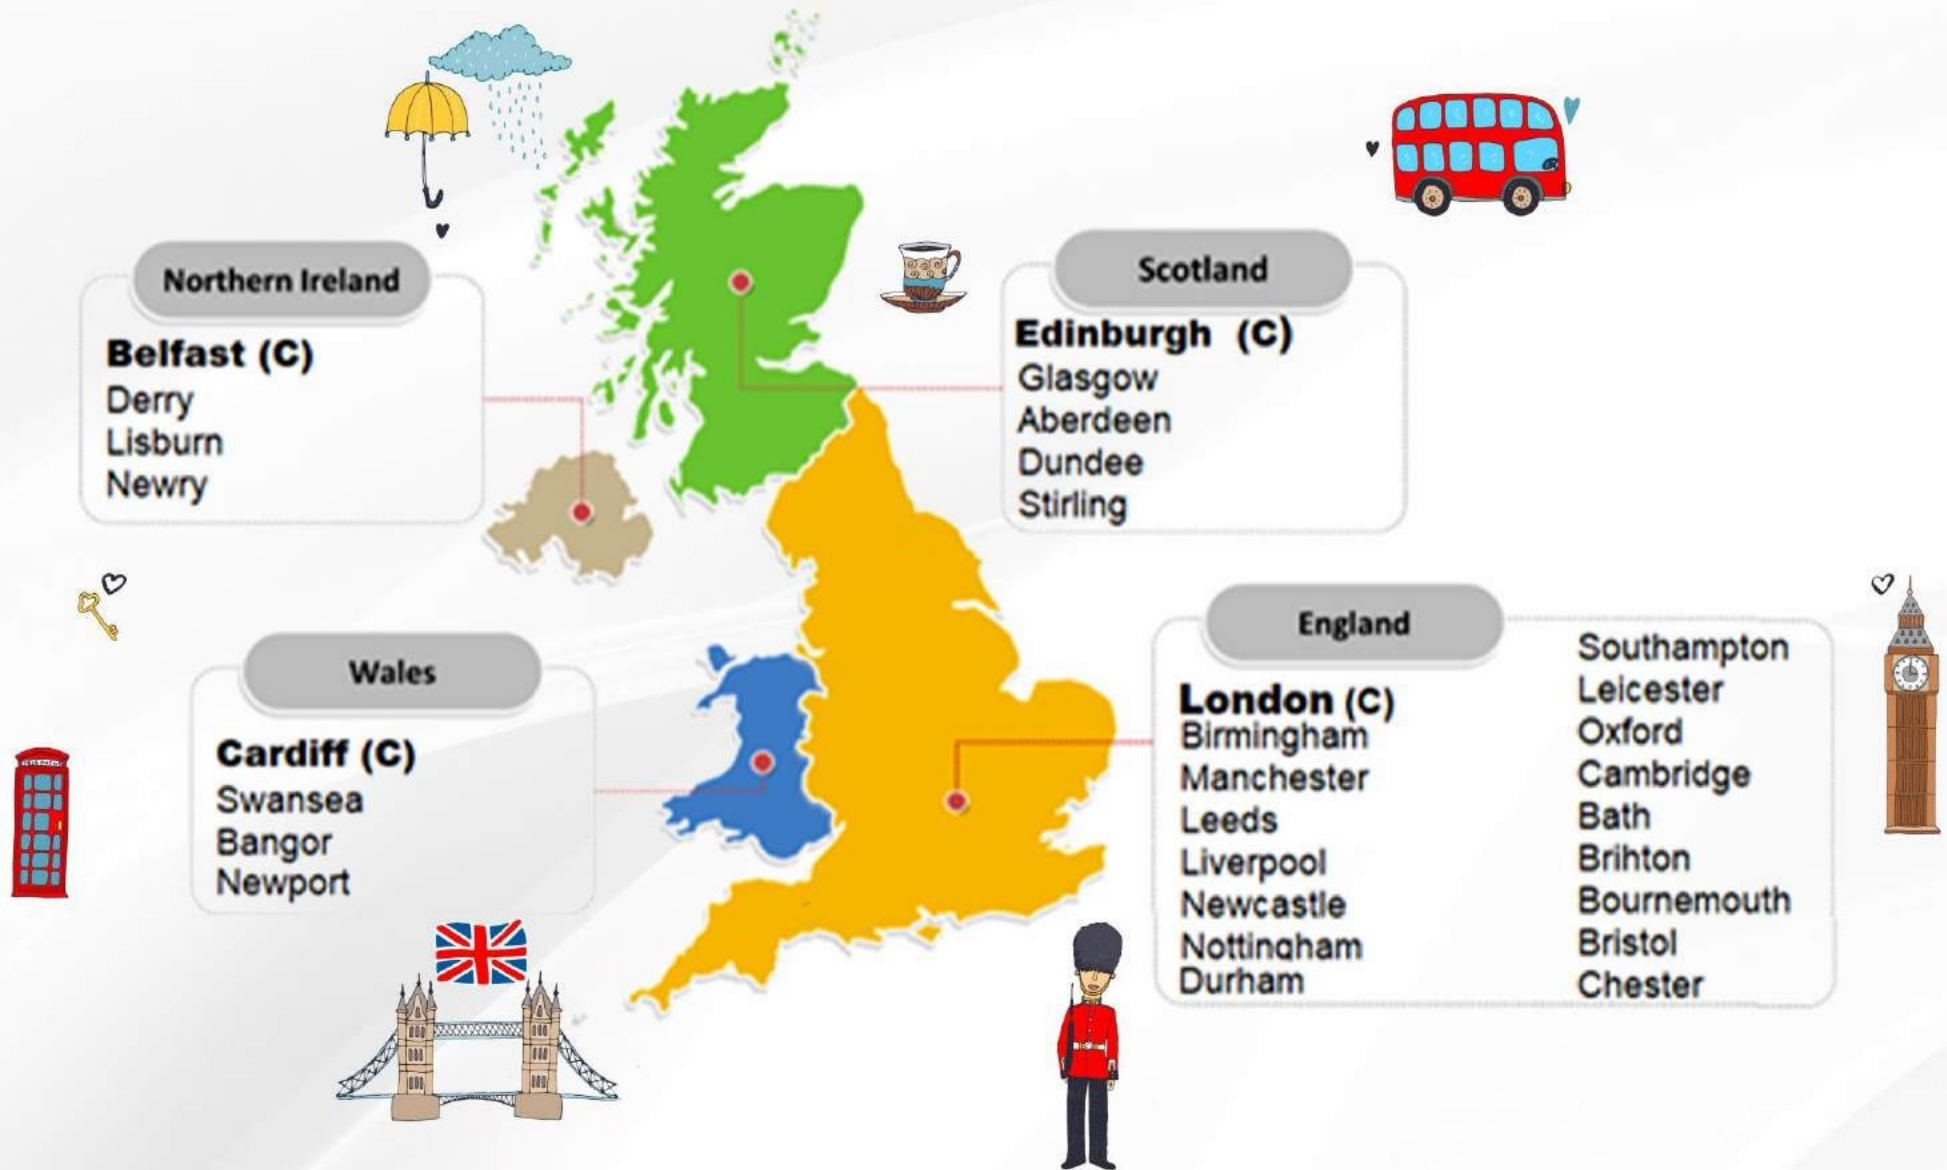 Northern Ireland
Belfast (C)
Derry
Lisburn
Newry
Scotland
Edinburgh (C)
Glasgow
Aberdeen
Dundee
Stirling
Wales
Cardiff (C)
Swansea
Bangor
Newport
England
London (C)
Birmingham
Manchester
Leeds
Liverpool
Newcastle
Nottingham
Durham
Southampton
Leicester
Oxford
Cambridge
Bath
Brihton
Bournemouth
Bristol
Chester